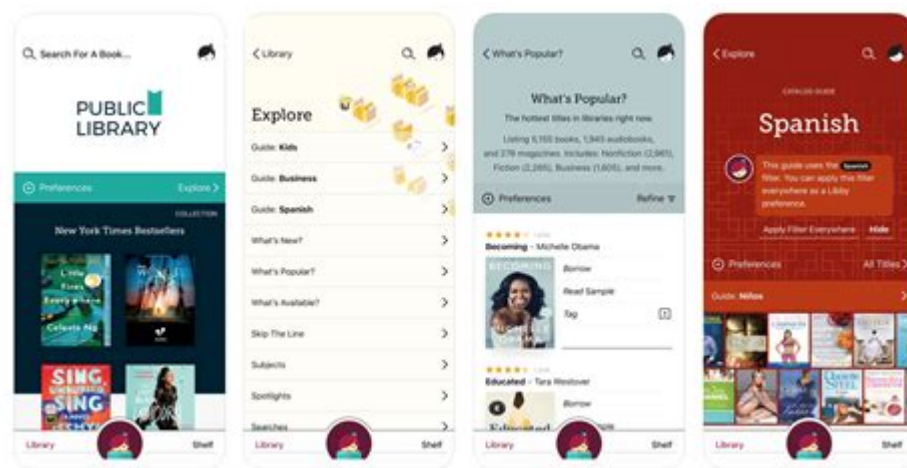 Search For A Book...
PUBLIC
LIBRARY
Preferences
Explore >
COLLECTION
New York Times Bestsellers
Little
Fires
Everywhere
Celeste Ng
SING,
UNBURIED,
SING
Library
Shelf
< Library
Explore
Guide: Kids
Guide: Business
Guide: Spanish
What's New?
What's Popular?
What's Available?
Skip The Line
Subjects
Spotlights
Searches
Library
Shelf
< What's Popular?
What's Popular?
The hottest titles in libraries right now.
Listing 5,155 books, 1,945 audiobooks,
and 278 magazines. Includes: Nonfiction (2,965),
Fiction (2,265), Business (1,605), and more.
Preferences
Refine
Becoming - Michelle Obama
BECOMING
Borrow
Read Sample
Tag
Educated - Tara Westover
Borrow
Educated
Library
Shelf
< Explore
CATALOG GUIDE
Spanish
This guide uses the Spanish
filter. You can apply this filter
everywhere as a Libby
preference.
Apply Filter Everywhere
Hide
Preferences
All Titles >
Guide: Niños
STEEL
Library
Shelf